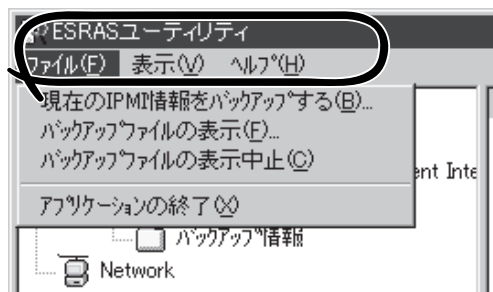 ESRASユーティリティ
ﾌｧｲﾙ(F) 表示(V) ﾍﾙﾌﾟ(H)
現在のIPMI情報をﾊﾞｯｸｱｯﾌﾟする(B)...
ﾊﾞｯｸｱｯﾌﾟﾌｧｲﾙの表示(F)...
ﾊﾞｯｸｱｯﾌﾟﾌｧｲﾙの表示中止(C)
ent Inte
ｱﾌﾟﾘｹｰｼｮﾝの終了(X)
ﾊﾞｯｸｱｯﾌﾟ情報
Network